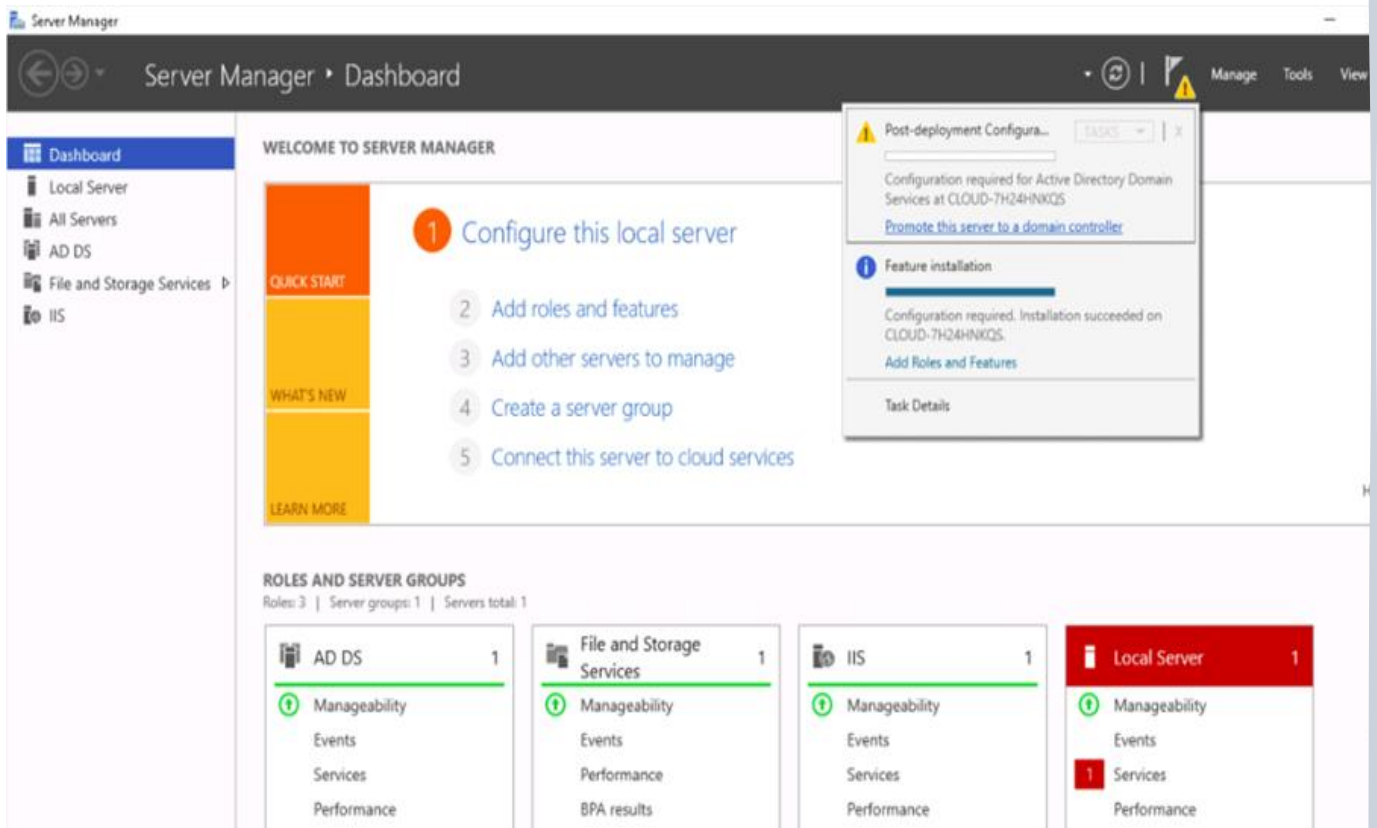 Server Manager
Server Manager • Dashboard
Manage Tools View
Dashboard
Local Server
All Servers
AD DS
File and Storage Services
IIS
WELCOME TO SERVER MANAGER
QUICK START
WHAT'S NEW
LEARN MORE
1 Configure this local server
2 Add roles and features
3 Add other servers to manage
4 Create a server group
5 Connect this server to cloud services
Post-deployment Configura... TASKS X
Configuration required for Active Directory Domain
Services at CLOUD-7H24HNKQS
Promote this server to a domain controller
Feature installation
Configuration required. Installation succeeded on
CLOUD-7H24HNKQS.
Add Roles and Features
Task Details
H
ROLES AND SERVER GROUPS
Roles: 3 | Server groups: 1 | Servers total: 1
AD DS 1
Manageability
Events
Services
Performance
File and Storage
Services 1
Manageability
Events
Performance
BPA results
IIS 1
Manageability
Events
Services
Performance
Local Server 1
Manageability
Events
1 Services
Performance